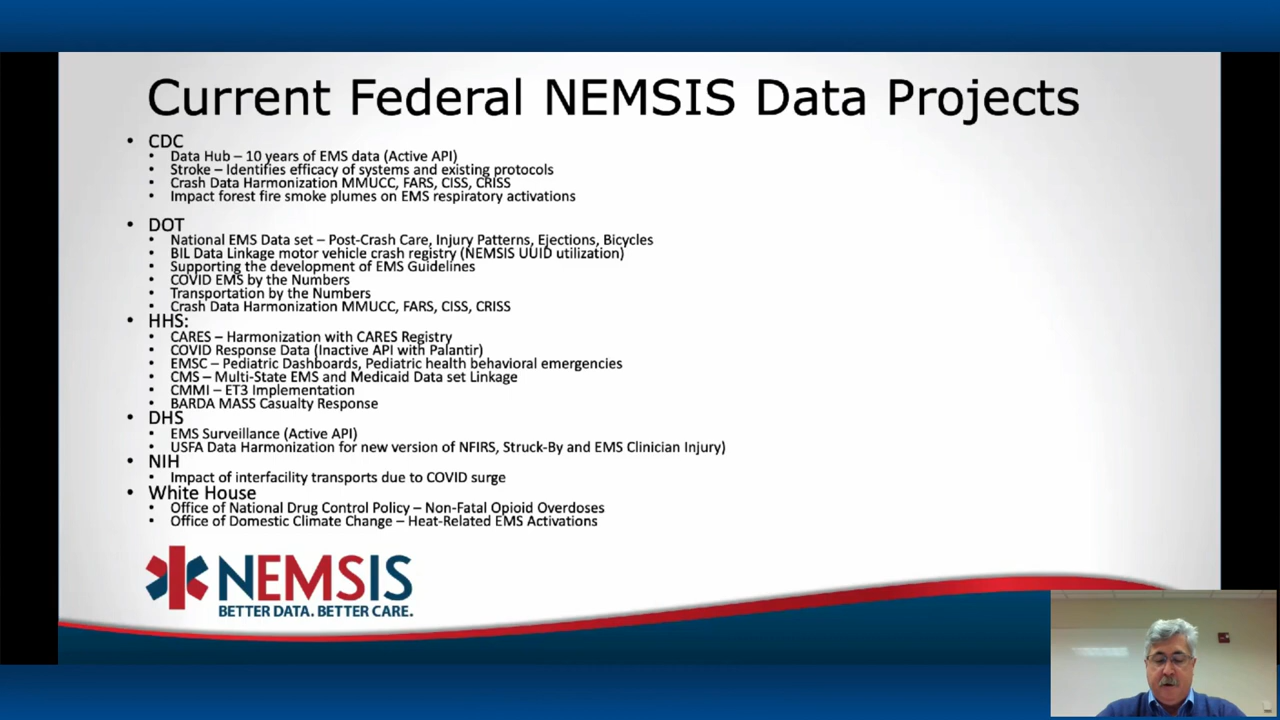 Current Federal NEMSIS Data Projects
• CDC
• Data Hub – 10 years of EMS data (Active API)
• Stroke – Identifies efficacy of systems and existing protocols
• Crash Data Harmonization MMUCC, FARS, CISS, CRISS
• Impact forest fire smoke plumes on EMS respiratory activations
• DOT
• National EMS Data set – Post-Crash Care, Injury Patterns, Ejections, Bicycles
• BIL Data Linkage motor vehicle crash registry (NEMSIS UUID utilization)
• Supporting the development of EMS Guidelines
• COVID EMS by the Numbers
• Transportation by the Numbers
• Crash Data Harmonization MMUCC, FARS, CISS, CRISS
• HHS:
• CARES – Harmonization with CARES Registry
• COVID Response Data (Inactive API with Palantir)
• EMSC – Pediatric Dashboards, Pediatric health behavioral emergencies
• CMS – Multi-State EMS and Medicaid Data set Linkage
• CMMI – ET3 Implementation
• BARDA MASS Casualty Response
• DHS
• EMS Surveillance (Active API)
• USFA Data Harmonization for new version of NFIRS, Struck-By and EMS Clinician Injury)
• NIH
• Impact of interfacility transports due to COVID surge
• White House
• Office of National Drug Control Policy – Non-Fatal Opioid Overdoses
• Office of Domestic Climate Change – Heat-Related EMS Activations
NEMSIS
BETTER DATA. BETTER CARE.